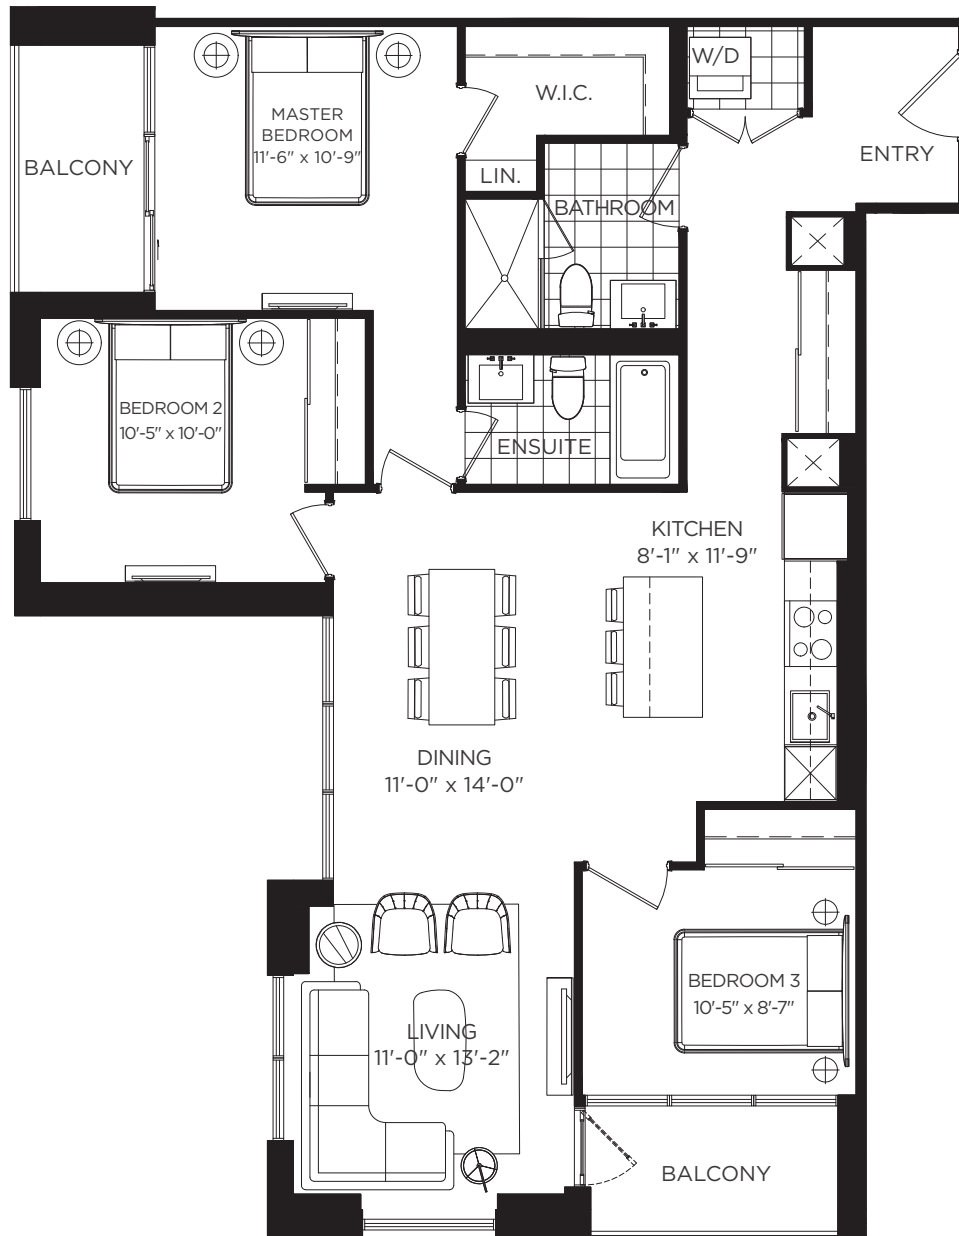 W/D
W.I.C.
MASTER
BEDROOM
11'-6" x 10'-9"
BALCONY
ENTRY
LIN.
BATHROOM
BEDROOM 2
10'-5" x 10'-0"
ENSUITE
KITCHEN
8'-1" x 11'-9"
DINING
11'-0" x 14'-0"
BEDROOM 3
10'-5" x 8'-7"
LIVING
11'-0" x 13'-2"
BALCONY